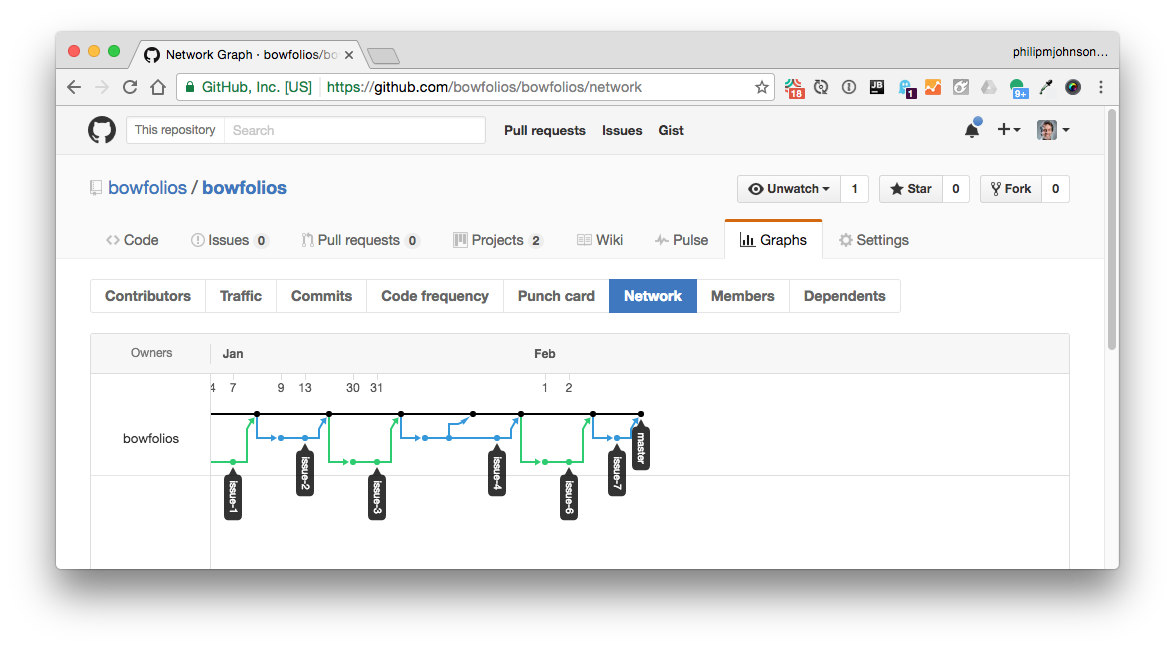 Network Graph · bowfolios/bo
philipmjohnson...
GitHub, Inc. [US] https://github.com/bowfolios/bowfolios/network
18 JB 1 9+
This repository Search Pull requests Issues Gist
bowfolios / bowfolios Unwatch 1 Star 0 Fork 0
Code Issues 0 Pull requests 0 Projects 2 Wiki Pulse Graphs Settings
Contributors Traffic Commits Code frequency Punch card Network Members Dependents
Owners Jan Feb
4 7 9 13 30 31 1 2
bowfolios
master
issue-2 issue-4 issue-7
issue-1 issue-3 issue-6